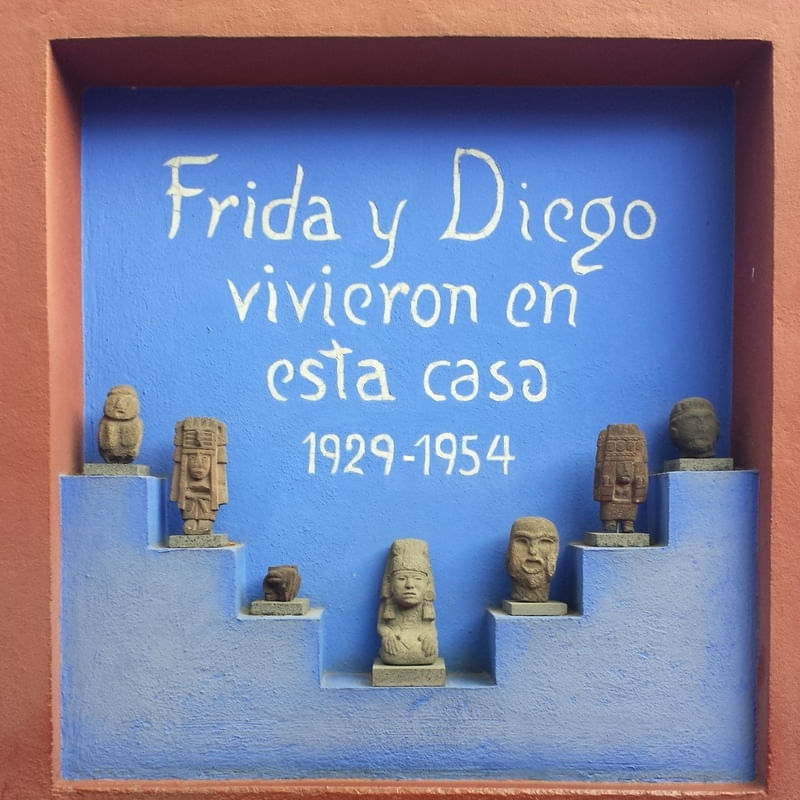 Frida y Diego
vivieron en
esta casa
1929-1954